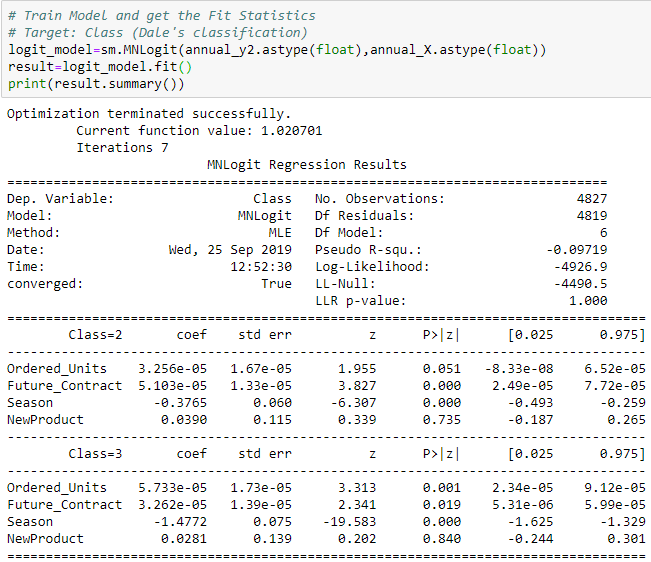 # Train Model and get the Fit Statistics
# Target: Class (Dale's classification)
logit_model=sm.MNLogit(annual_y2.astype(float),annual_X.astype(float))
result=logit_model.fit()
print(result.summary())
Optimization terminated successfully.
         Current function value: 1.020701
         Iterations 7
                          MNLogit Regression Results
==============================================================================
Dep. Variable:                  Class   No. Observations:                 4827
Model:                        MNLogit   Df Residuals:                     4819
Method:                           MLE   Df Model:                            6
Date:                Wed, 25 Sep 2019   Pseudo R-squ.:                -0.09719
Time:                        12:52:30   Log-Likelihood:                -4926.9
converged:                       True   LL-Null:                       -4490.5
                                        LLR p-value:                     1.000
===================================================================================
        Class=2       coef    std err          z      P>|z|      [0.025      0.975]
-----------------------------------------------------------------------------------
Ordered_Units    3.256e-05   1.67e-05      1.955      0.051   -8.33e-08    6.52e-05
Future_Contract  5.103e-05   1.33e-05      3.827      0.000    2.49e-05    7.72e-05
Season             -0.3765      0.060     -6.307      0.000      -0.493      -0.259
NewProduct          0.0390      0.115      0.339      0.735      -0.187       0.265
-----------------------------------------------------------------------------------
        Class=3       coef    std err          z      P>|z|      [0.025      0.975]
-----------------------------------------------------------------------------------
Ordered_Units    5.733e-05   1.73e-05      3.313      0.001    2.34e-05    9.12e-05
Future_Contract  3.262e-05   1.39e-05      2.341      0.019    5.31e-06    5.99e-05
Season             -1.4772      0.075    -19.583      0.000      -1.625      -1.329
NewProduct          0.0281      0.139      0.202      0.840      -0.244       0.301
===================================================================================